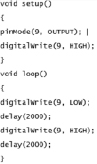 void setup()
{
pinMode(9, OUTPUT); |
digitalWrite(9, HIGH);
}
void loop()
{
digitalWrite(9, LOW);
delay(2000);
digitalWrite(9, HIGH);
delay(2000);
}